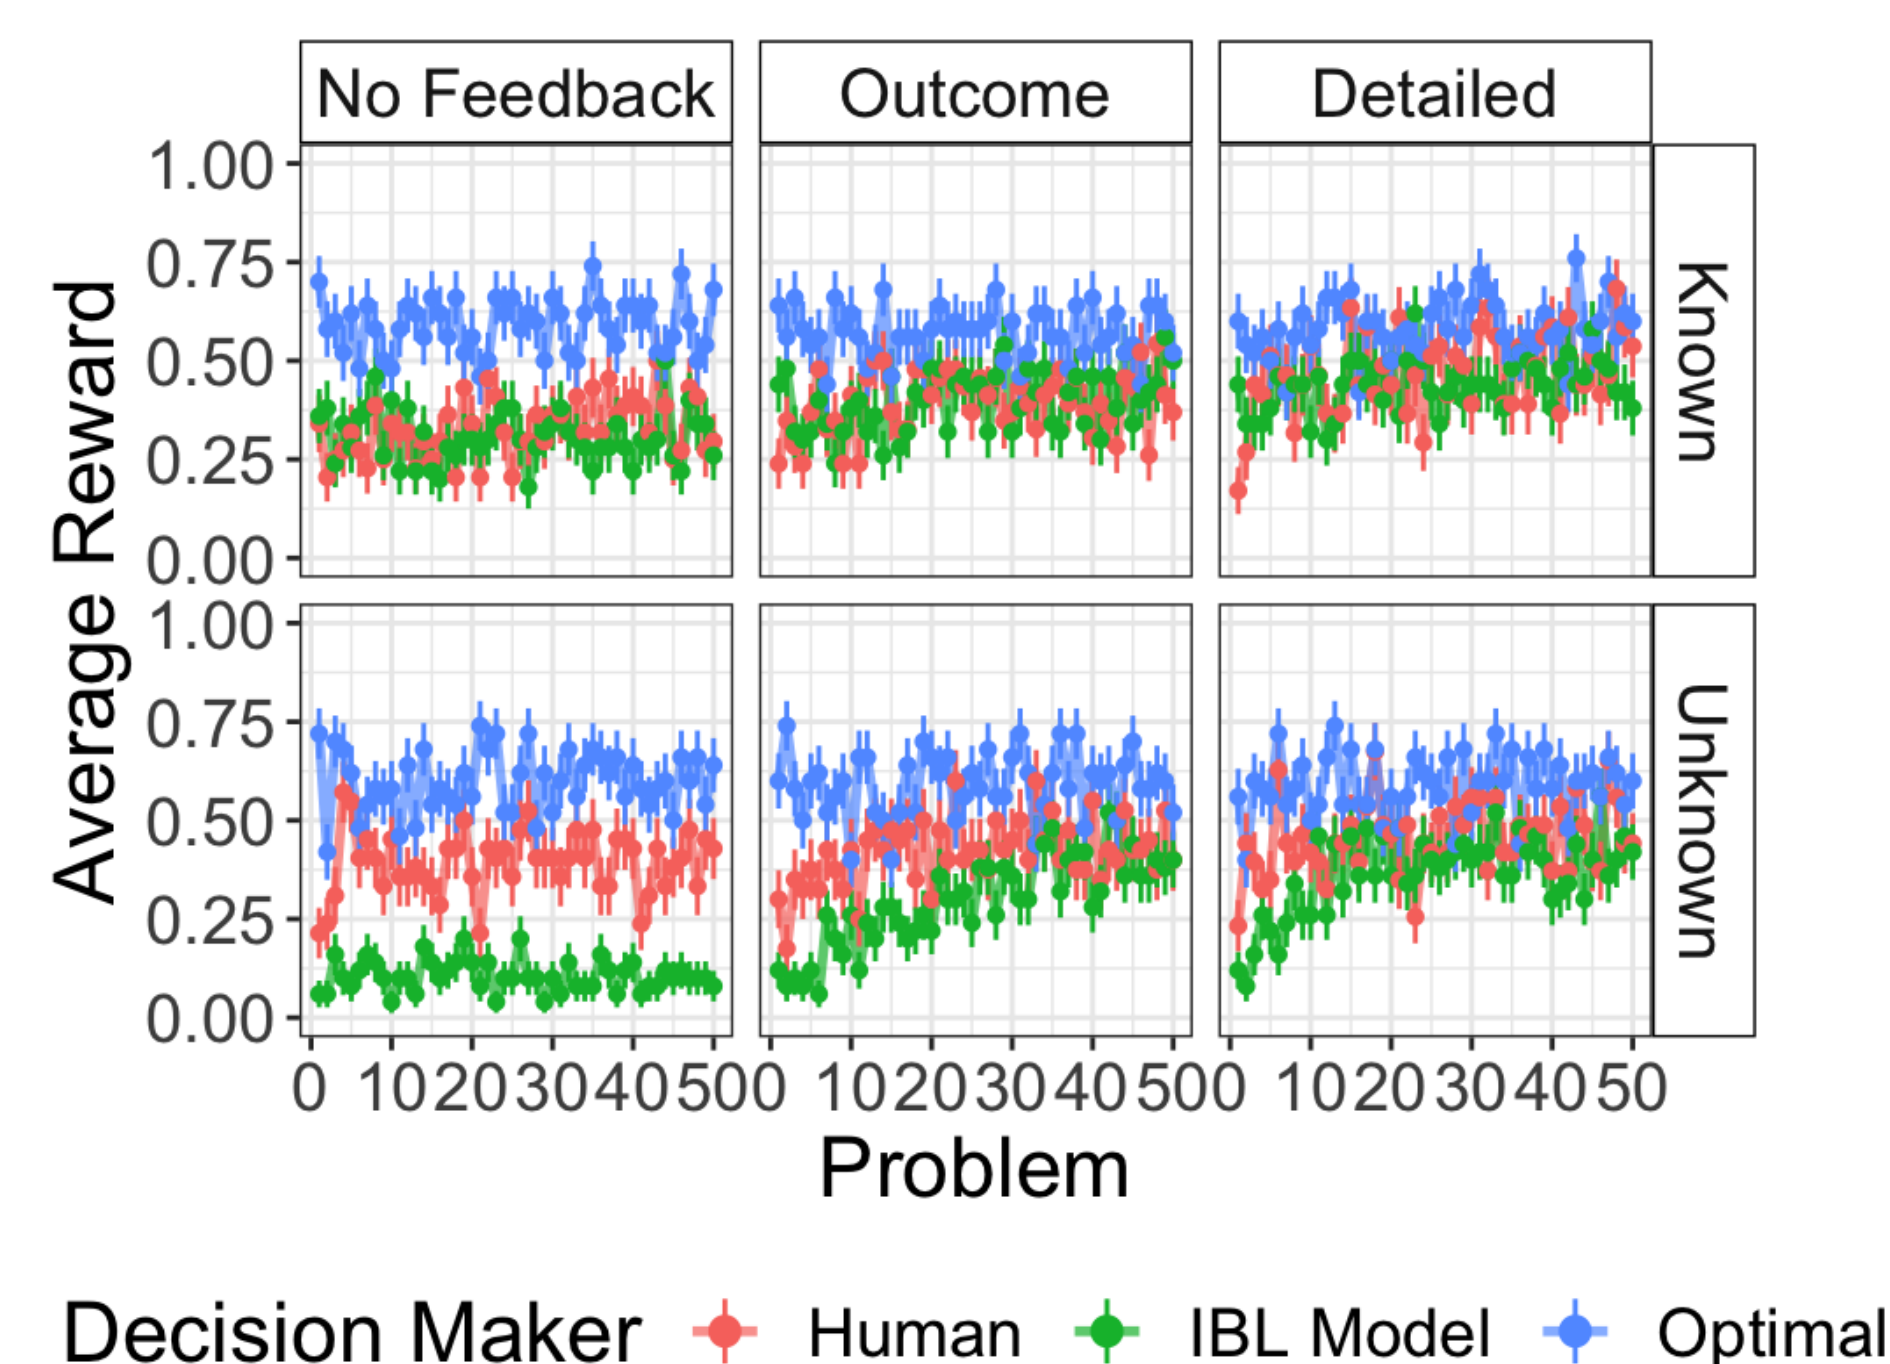 No Feedback Outcome Detailed
1.00
0.75
0.50
0.25
0.00
Known
1.00
0.75
0.50
0.25
0.00
Unknown
Average Reward
0 10 20 30 40 50 0 10 20 30 40 50 0 10 20 30 40 50
Problem
Decision Maker Human IBL Model Optimal